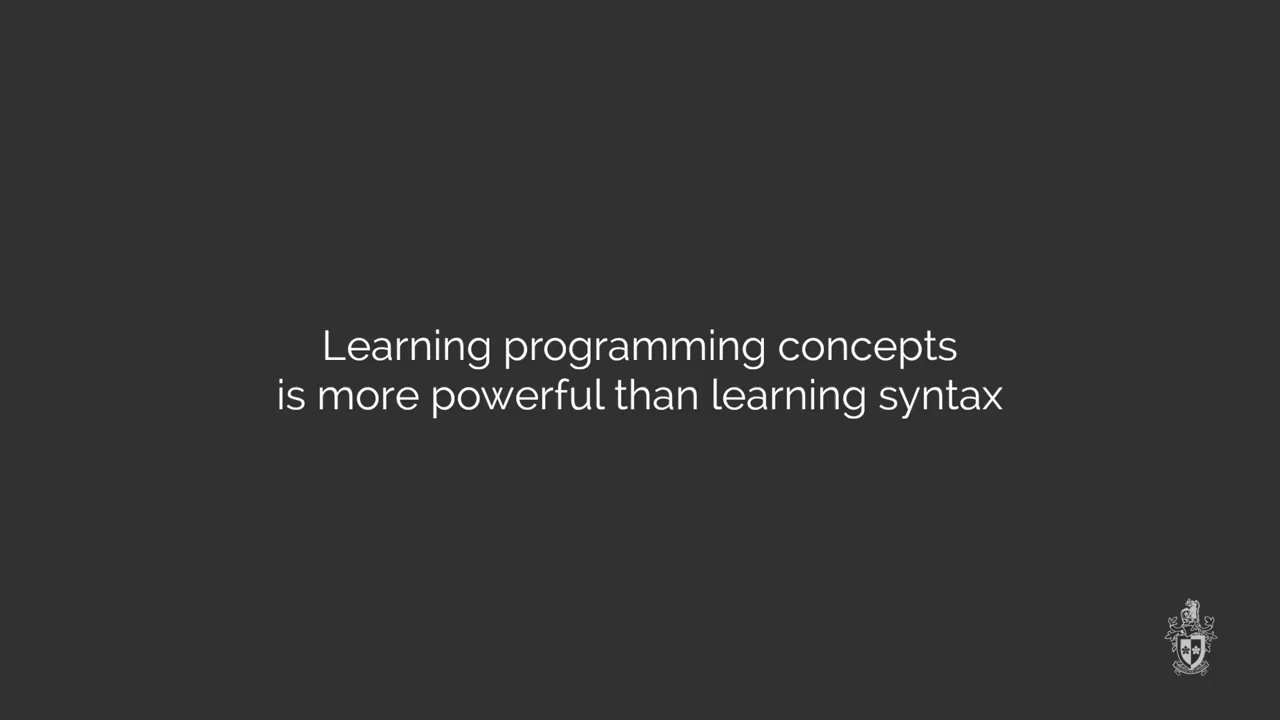 Learning programming concepts
is more powerful than learning syntax